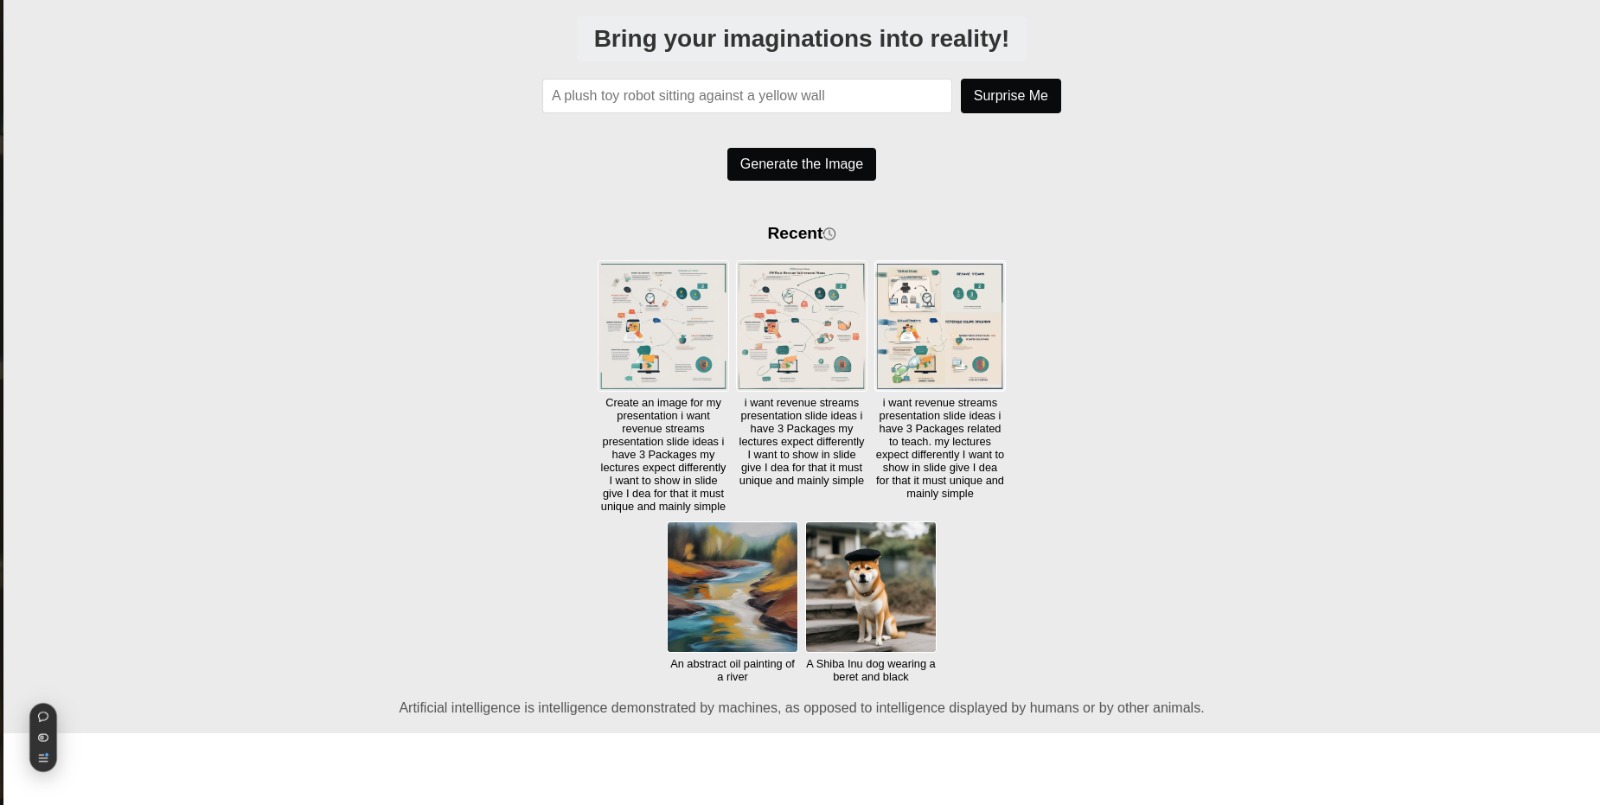 Bring your imaginations into reality!
A plush toy robot sitting against a yellow wall
Surprise Me
Generate the Image
Recent
Create an image for my
presentation i want
revenue streams
presentation slide ideas i
have 3 Packages my
lectures expect differently
I want to show in slide
give I dea for that it must
unique and mainly simple
i want revenue streams
presentation slide ideas i
have 3 Packages my
lectures expect differently
I want to show in slide
give I dea for that it must
unique and mainly simple
i want revenue streams
presentation slide ideas i
have 3 Packages related
to teach. my lectures
expect differently I want to
show in slide give I dea
for that it must unique and
mainly simple
An abstract oil painting of
a river
A Shiba Inu dog wearing a
beret and black
Artificial intelligence is intelligence demonstrated by machines, as opposed to intelligence displayed by humans or by other animals.